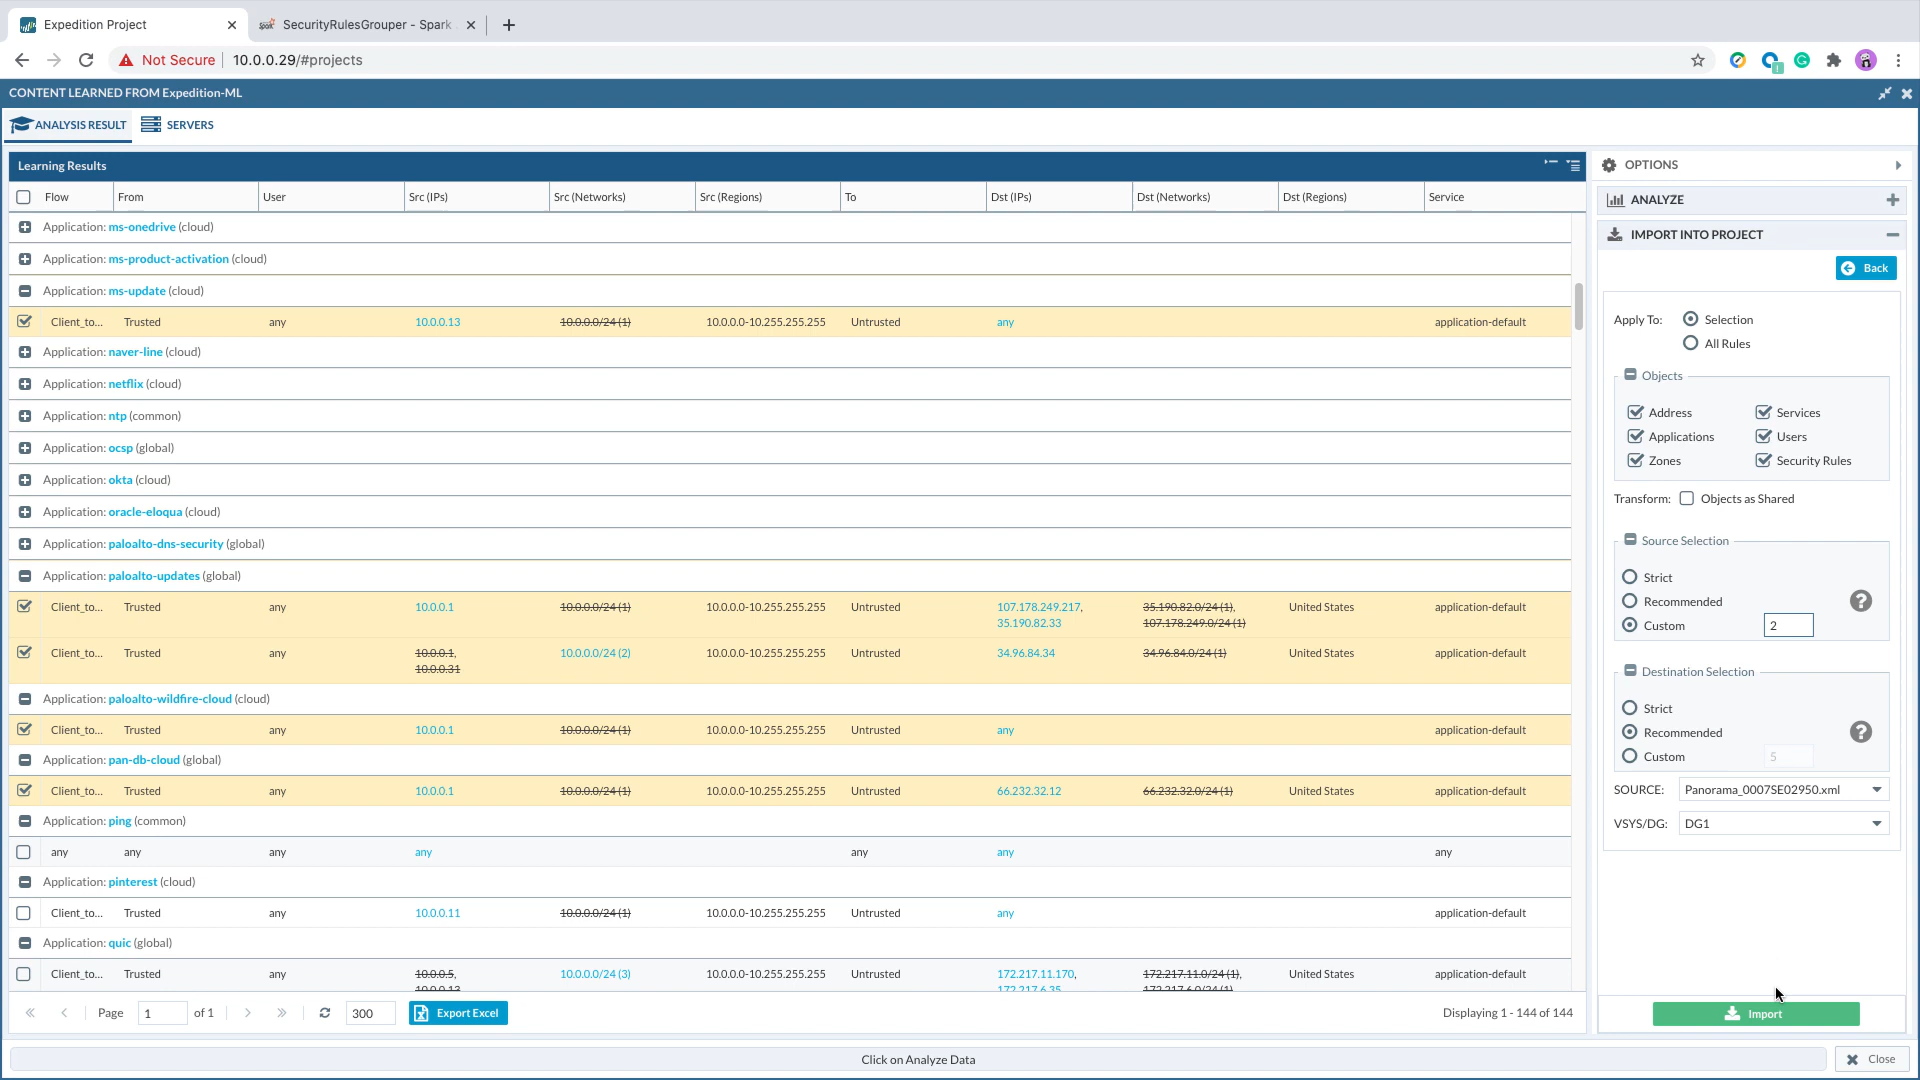 Expedition Project
SecurityRulesGrouper - Spark
Not Secure
10.0.0.29/#projects
CONTENT LEARNED FROM Expedition-ML
ANALYSIS RESULT
SERVERS
Learning Results
OPTIONS
Flow From User Src (IPs) Src (Networks) Src (Regions) To Dst (IPs) Dst (Networks) Dst (Regions) Service
Application: ms-onedrive (cloud)
Application: ms-product-activation (cloud)
Application: ms-update (cloud)
Client_to... Trusted any 10.0.0.13 10.0.0.0/24 (1) 10.0.0.0-10.255.255.255 Untrusted any application-default
Application: naver-line (cloud)
Application: netflix (cloud)
Application: ntp (common)
Application: ocsp (global)
Application: okta (cloud)
Application: oracle-eloqua (cloud)
Application: paloalto-dns-security (global)
Application: paloalto-updates (global)
Client_to... Trusted any 10.0.0.1 10.0.0.0/24 (1) 10.0.0.0-10.255.255.255 Untrusted 107.178.249.217, 35.190.82.0/24 (1), United States application-default
35.190.82.33 107.178.249.0/24 (1)
Client_to... Trusted any 10.0.0.1, 10.0.0.0/24 (2) 10.0.0.0-10.255.255.255 Untrusted 34.96.84.34 34.96.84.0/24 (1) United States application-default
10.0.0.31
Application: paloalto-wildfire-cloud (cloud)
Client_to... Trusted any 10.0.0.1 10.0.0.0/24 (1) 10.0.0.0-10.255.255.255 Untrusted any application-default
Application: pan-db-cloud (global)
Client_to... Trusted any 10.0.0.1 10.0.0.0/24 (1) 10.0.0.0-10.255.255.255 Untrusted 66.232.32.12 66.232.32.0/24 (1) United States application-default
Application: ping (common)
any any any any any any any
Application: pinterest (cloud)
Client_to... Trusted any 10.0.0.11 10.0.0.0/24 (1) 10.0.0.0-10.255.255.255 Untrusted any application-default
Application: quic (global)
Client_to... Trusted any 10.0.0.5, 10.0.0.0/24 (3) 10.0.0.0-10.255.255.255 Untrusted 172.217.11.170, 172.217.11.0/24 (1), United States application-default
10.0.0.13 172.217.6.35 172.217.6.0/24 (1)
Page 1 of 1
300
Export Excel
Displaying 1 - 144 of 144
ANALYZE
IMPORT INTO PROJECT
Back
Apply To: Selection
All Rules
Objects
Address Services
Applications Users
Zones Security Rules
Transform: Objects as Shared
Source Selection
Strict
Recommended
Custom 2
Destination Selection
Strict
Recommended
Custom 5
SOURCE: Panorama_0007SE02950.xml
VSYS/DG: DG1
Import
Click on Analyze Data
Close